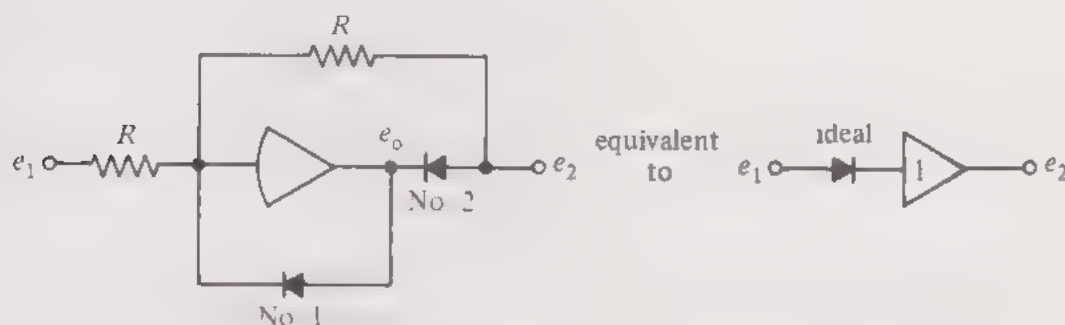 R
R
e₁
eₒ
No 2
e₂
No 1
equivalent
to
ideal
e₁
1
e₂